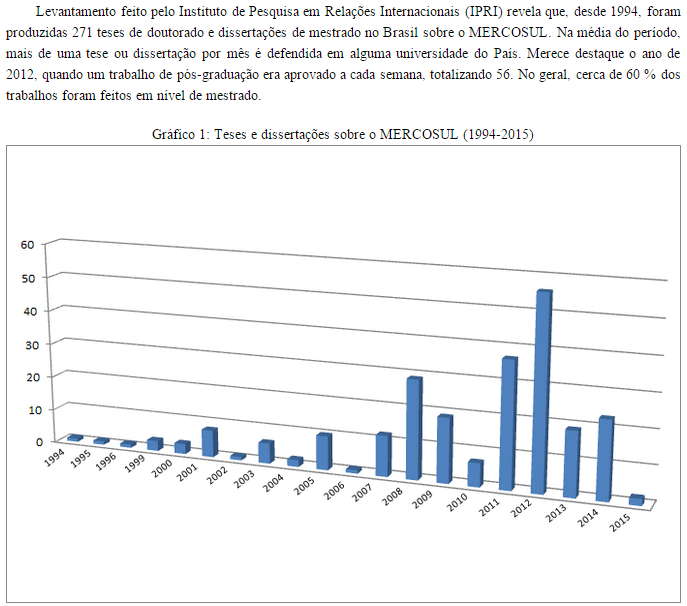 Levantamento feito pelo Instituto de Pesquisa em Relações Internacionais (IPRI) revela que, desde 1994, foram
produzidas 271 teses de doutorado e dissertações de mestrado no Brasil sobre o MERCOSUL. Na média do período,
mais de uma tese ou dissertação por mês é defendida em alguma universidade do País. Merece destaque o ano de
2012, quando um trabalho de pós-graduação era aprovado a cada semana, totalizando 56. No geral, cerca de 60 % dos
trabalhos foram feitos em nível de mestrado.
Gráfico 1: Teses e dissertações sobre o MERCOSUL (1994-2015)
60
50
40
30
20
10
0
1994 1995 1996 1999 2000 2001 2002 2003 2004 2005 2006 2007 2008 2009 2010 2011 2012 2013 2014 2015